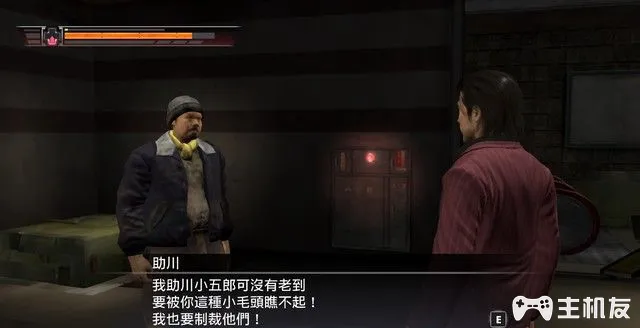 助川
我助川小五郎可沒有老到
要被你這種小毛頭瞧不起！
我也要制裁他們！
E
主机友